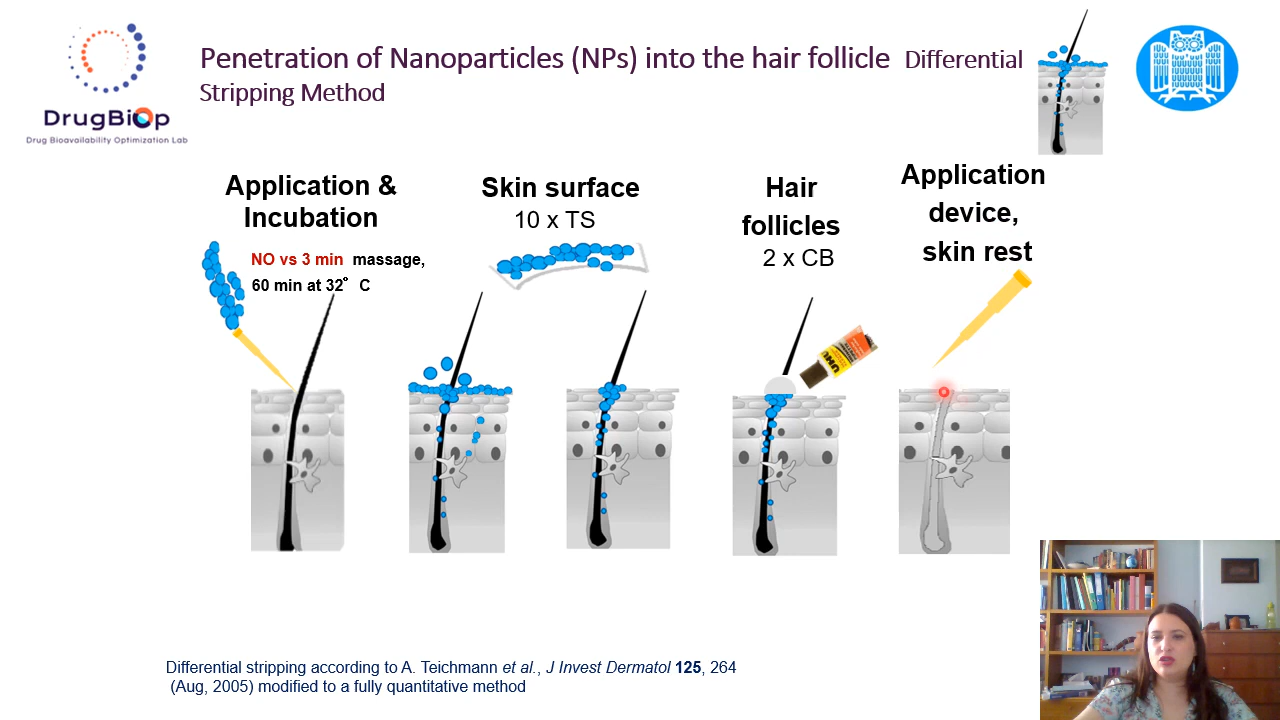 Penetration of Nanoparticles (NPs) into the hair follicle Differential
Stripping Method
DrugBiOp
Drug Bioavailability Optimization Lab
Application &
Incubation
NO vs 3 min massage,
60 min at 32° C
Skin surface
10 x TS
Hair
follicles
2 x CB
Application
device,
skin rest
UHU
Differential stripping according to A. Teichmann et al., J Invest Dermatol 125, 264
(Aug, 2005) modified to a fully quantitative method